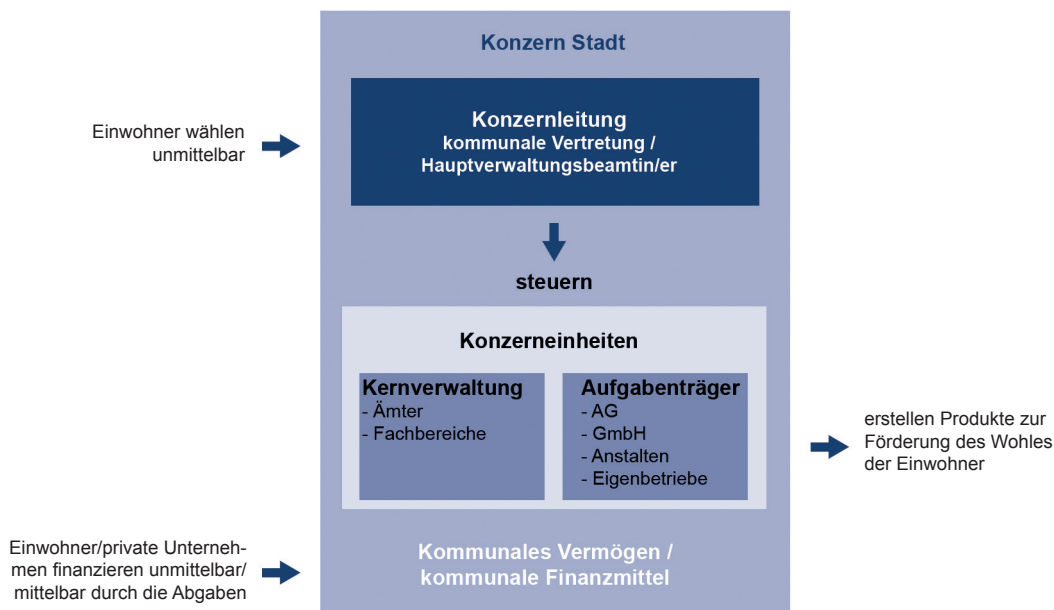 Konzern Stadt
Konzernleitung
kommunale Vertretung /
Hauptverwaltungsbeamtin/er
Einwohner wählen
unmittelbar
steuern
Konzerneinheiten
Kernverwaltung
- Ämter
- Fachbereiche
Aufgabenträger
- AG
- GmbH
- Anstalten
- Eigenbetriebe
erstellen Produkte zur
Förderung des Wohles
der Einwohner
Einwohner/private Unterneh-
men finanzieren unmittelbar/
mittelbar durch die Abgaben
Kommunales Vermögen /
kommunale Finanzmittel